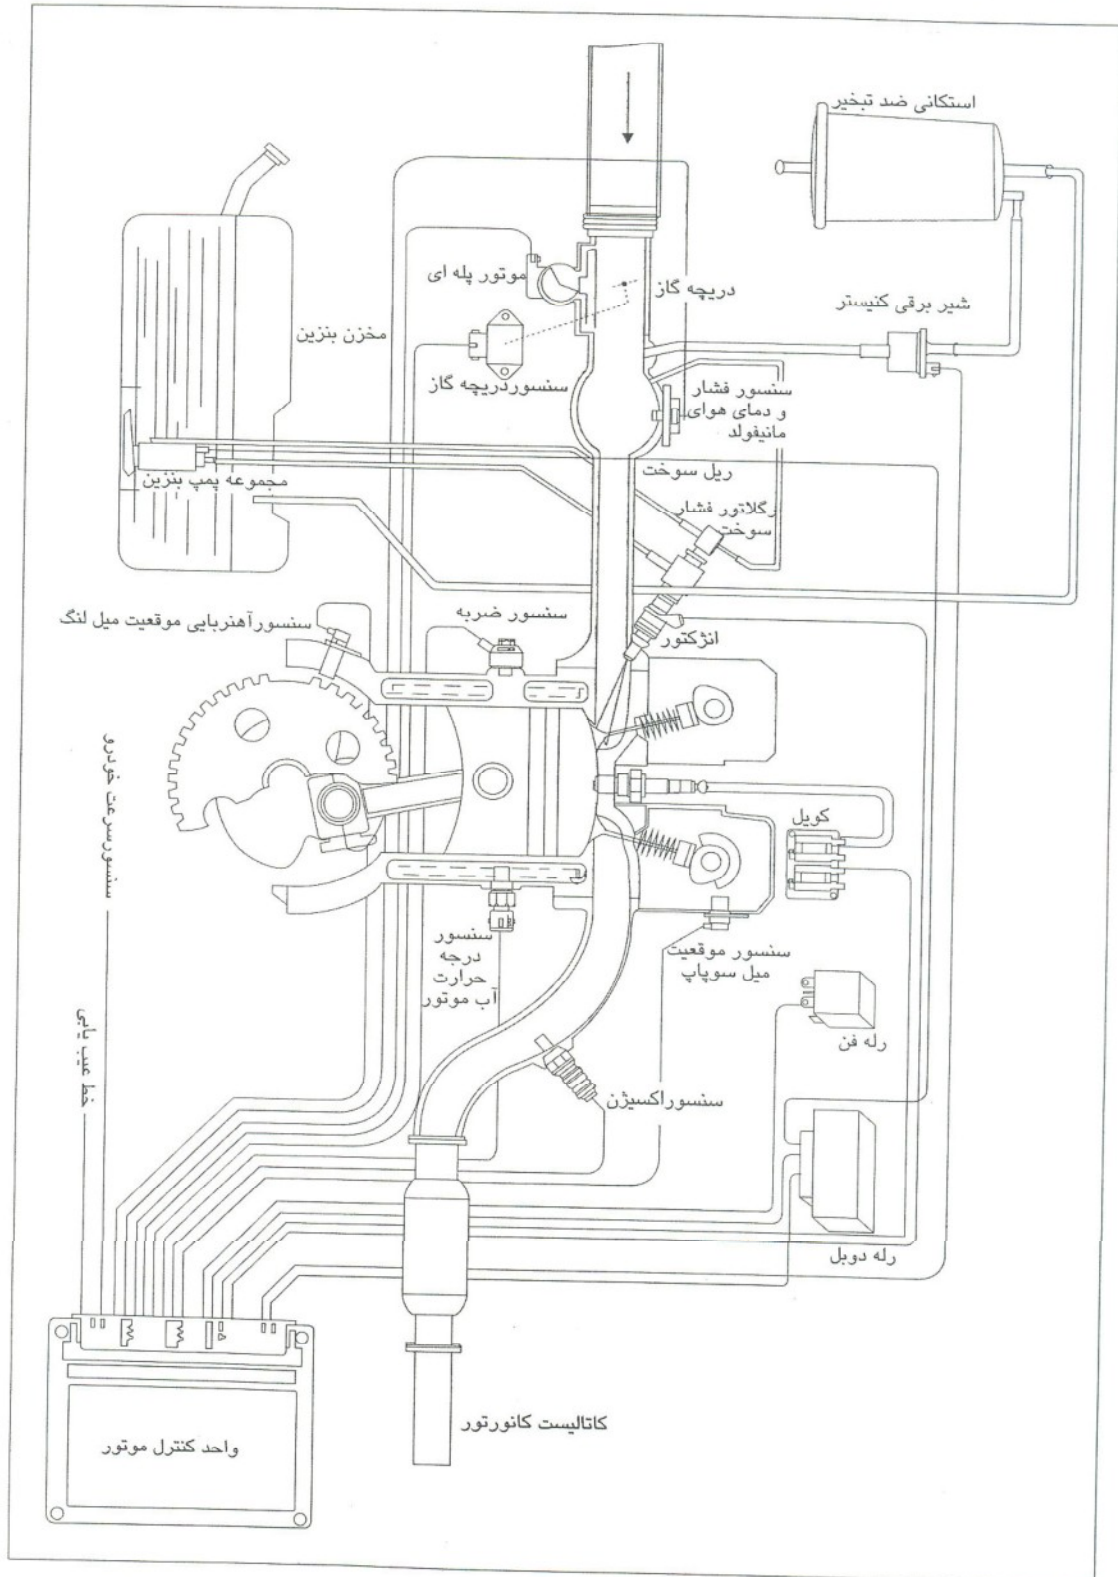 استکانی ضد تبخیر
موتور پله ای
دریچه گاز
شیر برقی کنیستر
مخزن بنزین
سنسوردریچه گاز
سنسور فشار
و دمای هوای
مانیفولد
ریل سوخت
مجموعه پمپ بنزین
رگلاتور فشار
سوخت
سنسورآهنربایی موقعیت میل لنگ
سنسور ضربه
انژکتور
سنسورسرعت خودرو
کویل
سنسور
درجه
حرارت
آب موتور
سنسور موقعیت
میل سوپاپ
رله فن
خط عیب یابی
سنسوراکسیژن
رله دوبل
کاتالیست کانورتور
واحد کنترل موتور